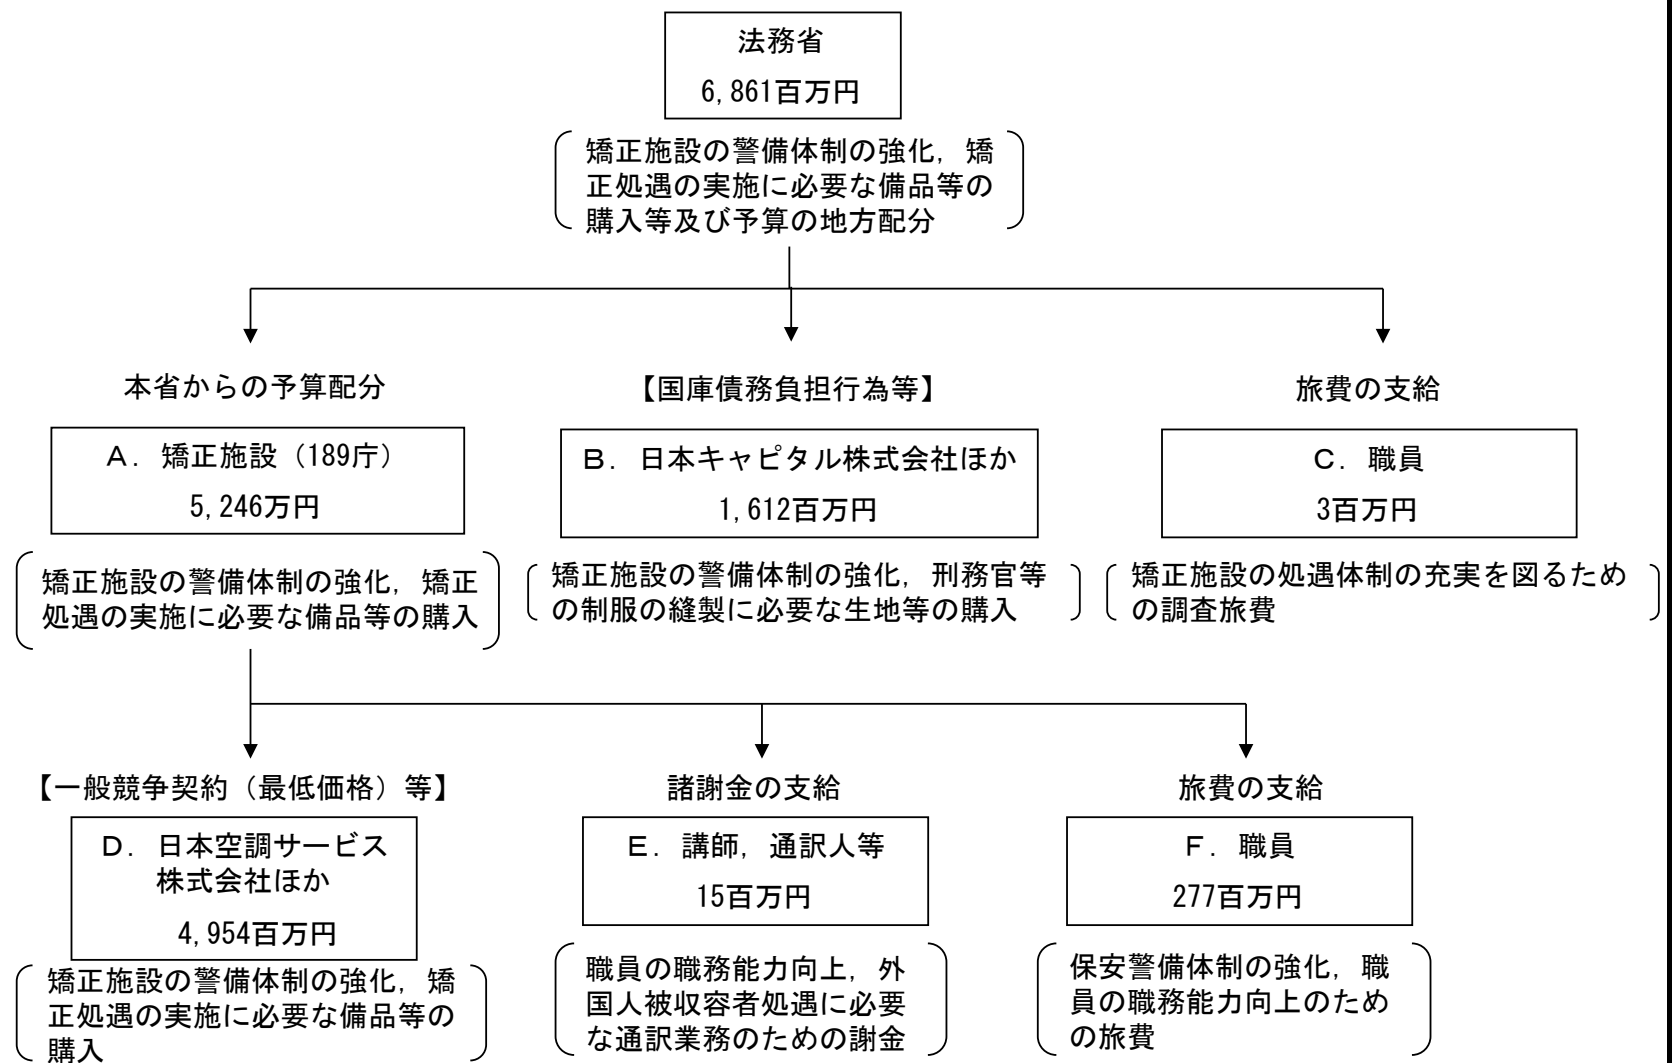 法務省
6,861百万円
矯正施設の警備体制の強化，矯
正処遇の実施に必要な備品等の
購入等及び予算の地方配分
本省からの予算配分
【国庫債務負担行為等】
旅費の支給
Ａ．矯正施設（189庁）
5,246万円
Ｂ．日本キャピタル株式会社ほか
1,612百万円
Ｃ．職員
3百万円
矯正施設の警備体制の強化，矯正
処遇の実施に必要な備品等の購入
矯正施設の警備体制の強化，刑務官等
の制服の縫製に必要な生地等の購入
矯正施設の処遇体制の充実を図るため
の調査旅費
【一般競争契約（最低価格）等】
諸謝金の支給
旅費の支給
Ｄ．日本空調サービス
株式会社ほか
4,954百万円
Ｅ．講師，通訳人等
15百万円
Ｆ．職員
277百万円
矯正施設の警備体制の強化，矯
正処遇の実施に必要な備品等の
購入
職員の職務能力向上，外
国人被収容者処遇に必要
な通訳業務のための謝金
保安警備体制の強化，職
員の職務能力向上のため
の旅費